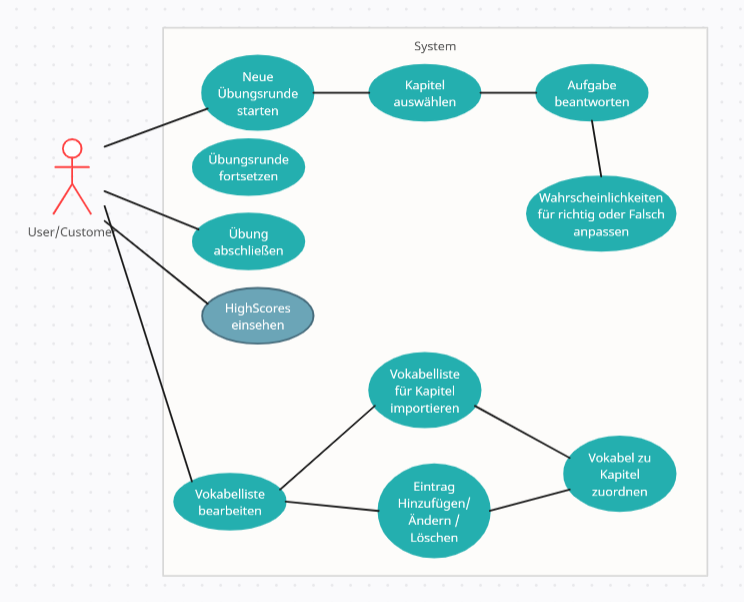 System
Neue
Übungsrunde
starten
Kapitel
auswählen
Aufgabe
beantworten
Übungsrunde
fortsetzen
Wahrscheinlichkeiten
für richtig oder Falsch
anpassen
User/Custome
Übung
abschließen
HighScores
einsehen
Vokabelliste
für Kapitel
importieren
Vokabelliste
bearbeiten
Eintrag
Hinzufügen/
Ändern /
Löschen
Vokabel zu
Kapitel
zuordnen